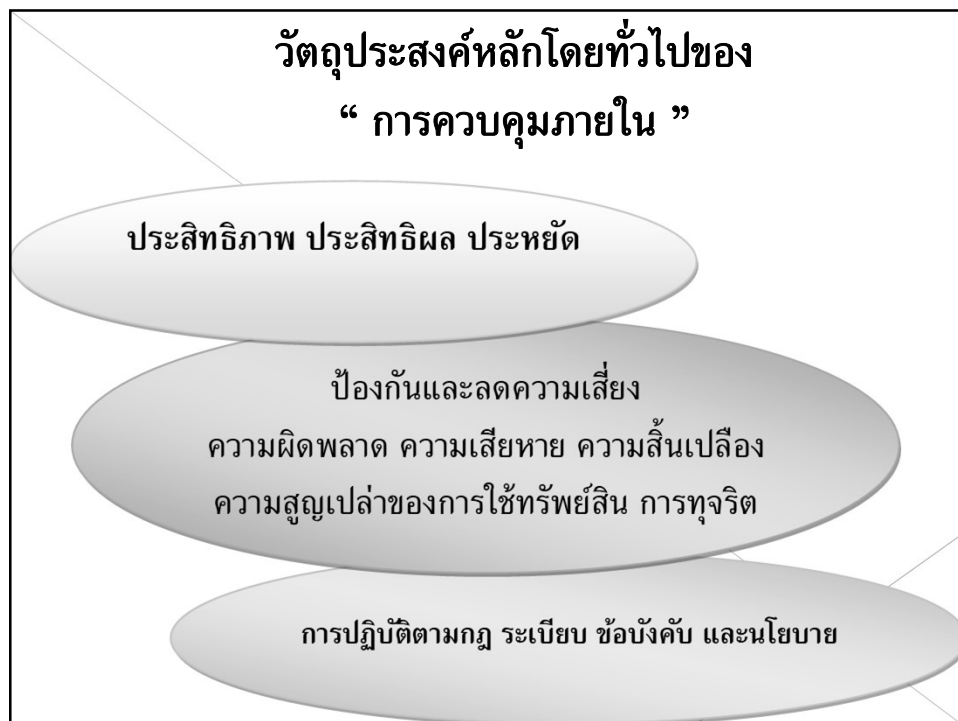 วัตถุประสงค์หลักโดยทั่วไปของ
“ การควบคุมภายใน ”
ประสิทธิภาพ ประสิทธิผล ประหยัด
ป้องกันและลดความเสี่ยง
ความผิดพลาด ความเสียหาย ความสิ้นเปลือง
ความสูญเปล่าของการใช้ทรัพย์สิน การทุจริต
การปฏิบัติตามกฎ ระเบียบ ข้อบังคับ และนโยบาย